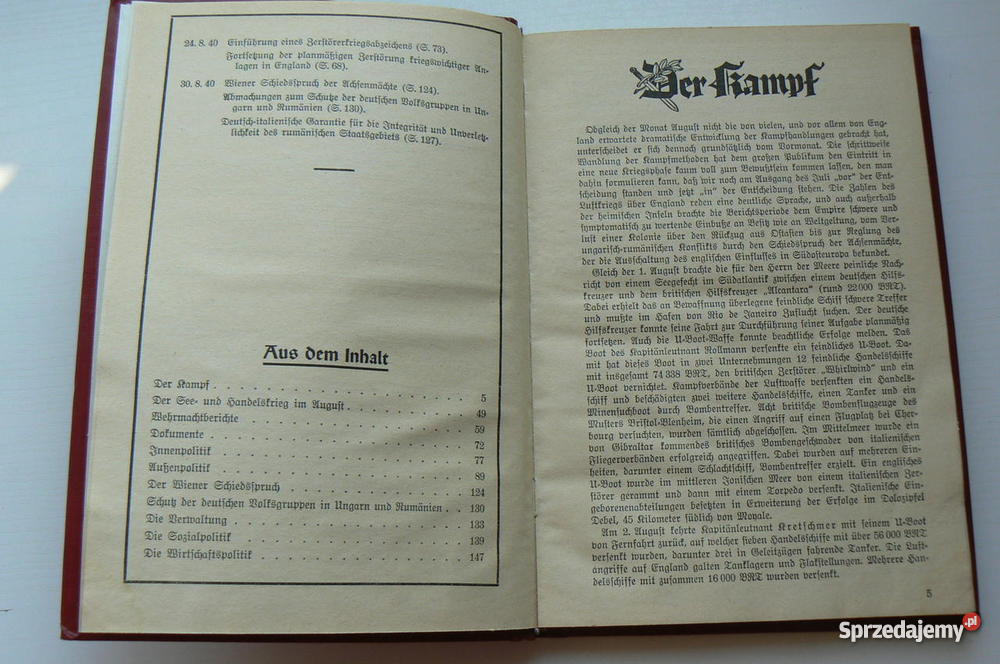 24. 8. 40 Einführung eines Zerstörerkriegsabzeichens (S. 73).
Fortsetzung der planmäßigen Zerstörung kriegswichtiger An-
lagen in England (S. 68).
30. 8. 40 Wiener Schiedspruch der Achsenmächte (S. 124).
Abmachungen zum Schutze der deutschen Volksgruppen in Un-
garn und Rumänien (S. 130).
Deutsch-italienische Garantie für die Integrität und Unverletz-
lichkeit des rumänischen Staatsgebiets (S. 127).
Aus dem Inhalt
Der Kampf . . . . . . . . . . . . . . . . 5
Der See- und Handelskrieg im August . . . . . . . . 49
Wehrmachtberichte . . . . . . . . . . . . . . 59
Dokumente . . . . . . . . . . . . . . . . 72
Innenpolitik . . . . . . . . . . . . . . . . 77
Außenpolitik . . . . . . . . . . . . . . . . 89
Der Wiener Schiedsspruch . . . . . . . . . . . . 124
Schutz der deutschen Volksgruppen in Ungarn und Rumänien . . 130
Die Verwaltung . . . . . . . . . . . . . . . 133
Die Sozialpolitik . . . . . . . . . . . . . . . 139
Die Wirtschaftspolitik . . . . . . . . . . . . . 147
Der Kampf
Obgleich der Monat August nicht die von vielen, und vor allem von Eng-
land erwartete dramatische Entwicklung der Kampfhandlungen gebracht hat,
unterscheidet er sich dennoch grundsätzlich vom Vormonat. Die schrittweise
Wandlung der Kampfmethoden hat dem großen Publikum den Eintritt in
eine neue Kriegsphase kaum voll zum Bewußtsein kommen lassen, den man
dahin formulieren kann, daß wir noch am Ausgang des Juli „vor“ der Ent-
scheidung standen und jetzt „in“ der Entscheidung stehen. Die Zahlen des
Luftkriegs über England reden eine deutliche Sprache, und auch außerhalb
der heimischen Inseln brachte die Berichtsperiode dem Empire schwere und
symptomatisch zu wertende Einbuße an Besitz wie an Weltgeltung, vom Ver-
lust einer Kolonie über den Rückzug aus Ostasien bis zur Reglung des
ungarisch-rumänischen Konflikts durch den Schiedspruch der Achsenmächte,
der die Ausschaltung des englischen Einflusses in Südosteuropa bekundet.
Gleich der 1. August brachte die für den Herrn der Meere peinliche Nach-
richt von einem Seegefecht im Südatlantik zwischen einem deutschen Hilfs-
kreuzer und dem britischen Hilfskreuzer „Alcantara“ (rund 22 000 BRT).
Dabei erhielt das an Bewaffnung überlegene feindliche Schiff schwere Treffer
und mußte im Hafen von Rio de Janeiro Zuflucht suchen. Der deutsche
Hilfskreuzer konnte seine Fahrt zur Durchführung seiner Aufgabe planmäßig
fortsetzen. Auch die U-Boot-Waffe konnte beachtliche Erfolge melden. Das
Boot des Kapitänleutnant Rollmann versenkte ein feindliches U-Boot. Da-
mit hat dieses Boot in zwei Unternehmungen 12 feindliche Handelsschiffe
mit insgesamt 74 338 BRT, den britischen Zerstörer „Whirlwind“ und ein
U-Boot vernichtet. Kampfverbände der Luftwaffe versenkten ein Handels-
schiff und beschädigten zwei weitere Handelsschiffe, einen Tanker und ein
Minensuchboot durch Bombentreffer. Acht britische Bombenflugzeuge des
Musters Bristol-Blenheim, die einen Angriff auf einen Flugplatz bei Cher-
bourg versuchten, wurden sämtlich abgeschossen. Im Mittelmeer wurde ein
von Gibraltar kommendes britisches Bombengeschwader von italienischen
Fliegerverbänden erfolgreich angegriffen. Dabei wurden auf mehreren Ein-
heiten, darunter einem Schlachtschiff, Bombentreffer erzielt. Ein englisches
U-Boot wurde im mittleren Jonischen Meer von einem italienischen Zer-
störer gerammt und dann mit einem Torpedo versenkt. Italienische Ein-
geborenenabteilungen besetzten in Erweiterung der Erfolge im Dolozipfel
Debel, 45 Kilometer südlich von Moyale.
Am 2. August kehrte Kapitänleutnant Kretschmer mit seinem U-Boot
von Fernfahrt zurück, auf welcher sieben Handelsschiffe mit über 56 000 BRT
versenkt wurden, darunter drei in Geleitzügen fahrende Tanker. Die Luft-
angriffe auf England galten Tanklagern und Flakstellungen. Mehrere Han-
delsschiffe mit zusammen 16 000 BRT wurden versenkt.
5
Sprzedajemy.pl